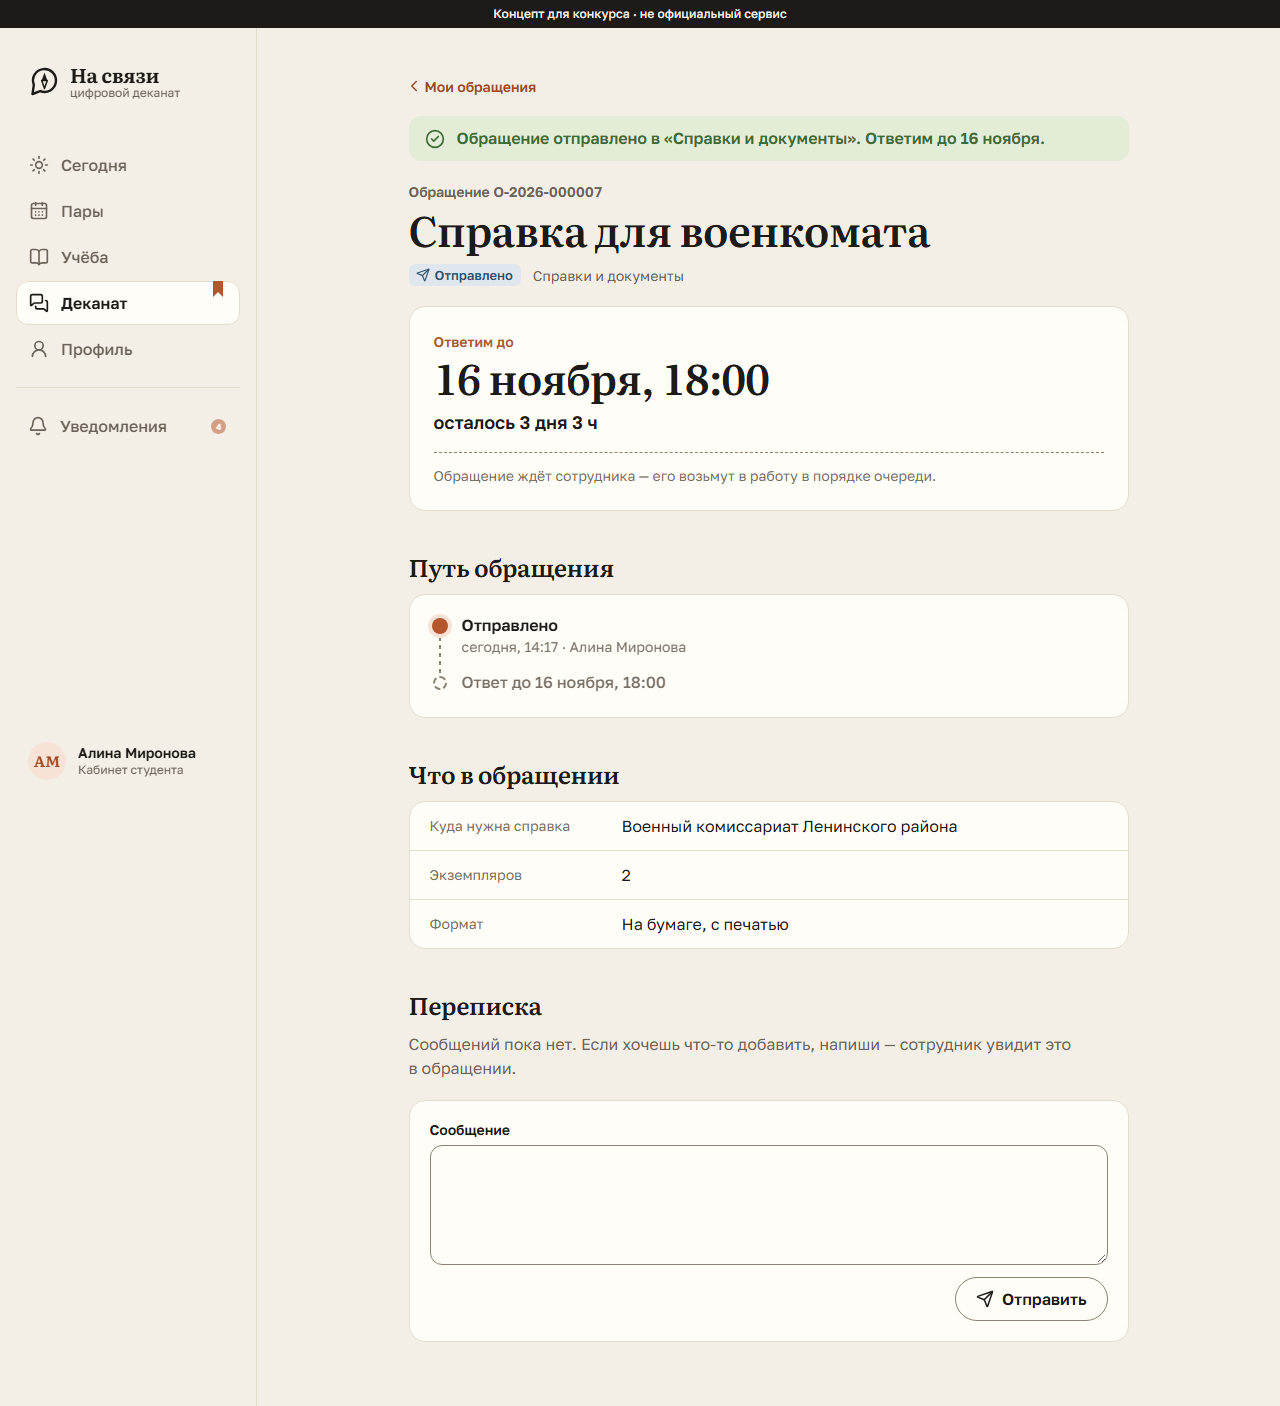 Концепт для конкурса · не официальный сервис
На связи
цифровой деканат
Сегодня
Пары
Учёба
Деканат
Профиль
Уведомления 4
АМ
Алина Миронова
Кабинет студента
Мои обращения
Обращение отправлено в «Справки и документы». Ответим до 16 ноября.
Обращение О-2026-000007
Справка для военкомата
Отправлено Справки и документы
Ответим до
16 ноября, 18:00
осталось 3 дня 3 ч
Обращение ждёт сотрудника — его возьмут в работу в порядке очереди.
Путь обращения
Отправлено
сегодня, 14:17 · Алина Миронова
Ответ до 16 ноября, 18:00
Что в обращении
Куда нужна справка Военный комиссариат Ленинского района
Экземпляров 2
Формат На бумаге, с печатью
Переписка
Сообщений пока нет. Если хочешь что-то добавить, напиши — сотрудник увидит это
в обращении.
Сообщение
Отправить